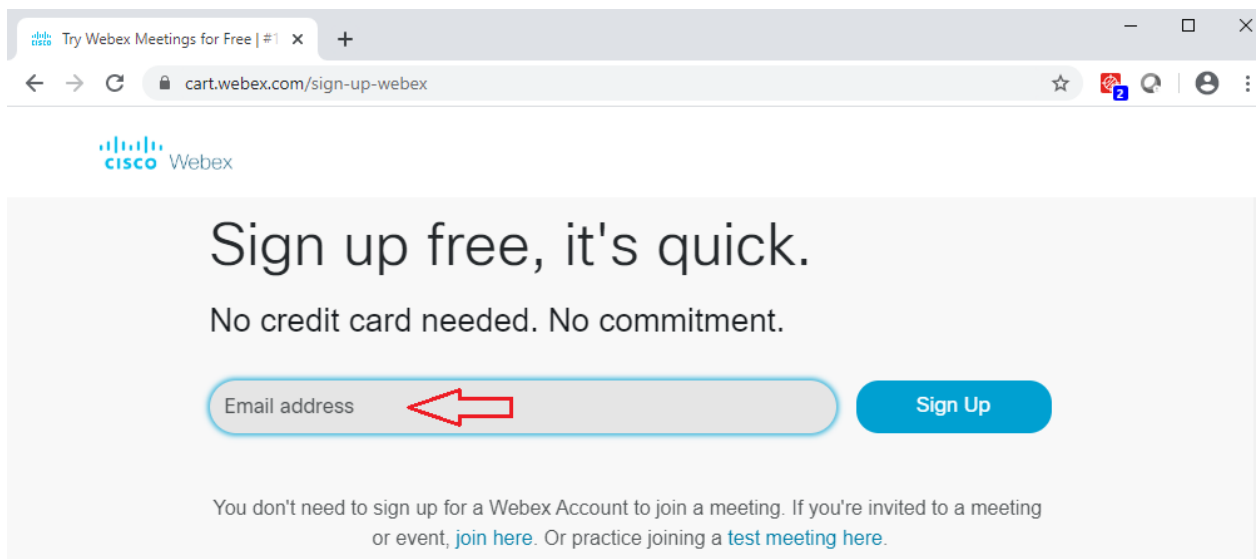 Try Webex Meetings for Free | #1
cart.webex.com/sign-up-webex
2
cisco Webex
Sign up free, it's quick.
No credit card needed. No commitment.
Email address
Sign Up
You don't need to sign up for a Webex Account to join a meeting. If you're invited to a meeting
or event, join here. Or practice joining a test meeting here.